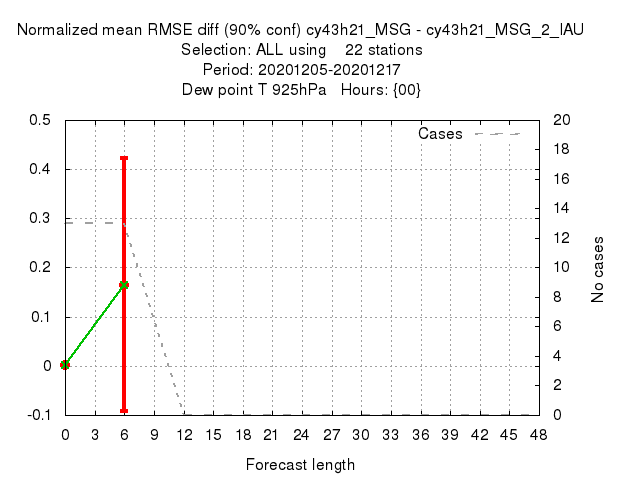 Normalized mean RMSE diff (90% conf) cy43h21_MSG - cy43h21_MSG_2_IAU
Selection: ALL using 22 stations
Period: 20201205-20201217
Dew point T 925hPa Hours: {00}
0.5 20
Cases
18
0.4 16
14
0.3
12
0.2 10
8
0.1
6
4
0
2
-0.1 0
No cases
0 3 6 9 12 15 18 21 24 27 30 33 36 39 42 45 48
Forecast length